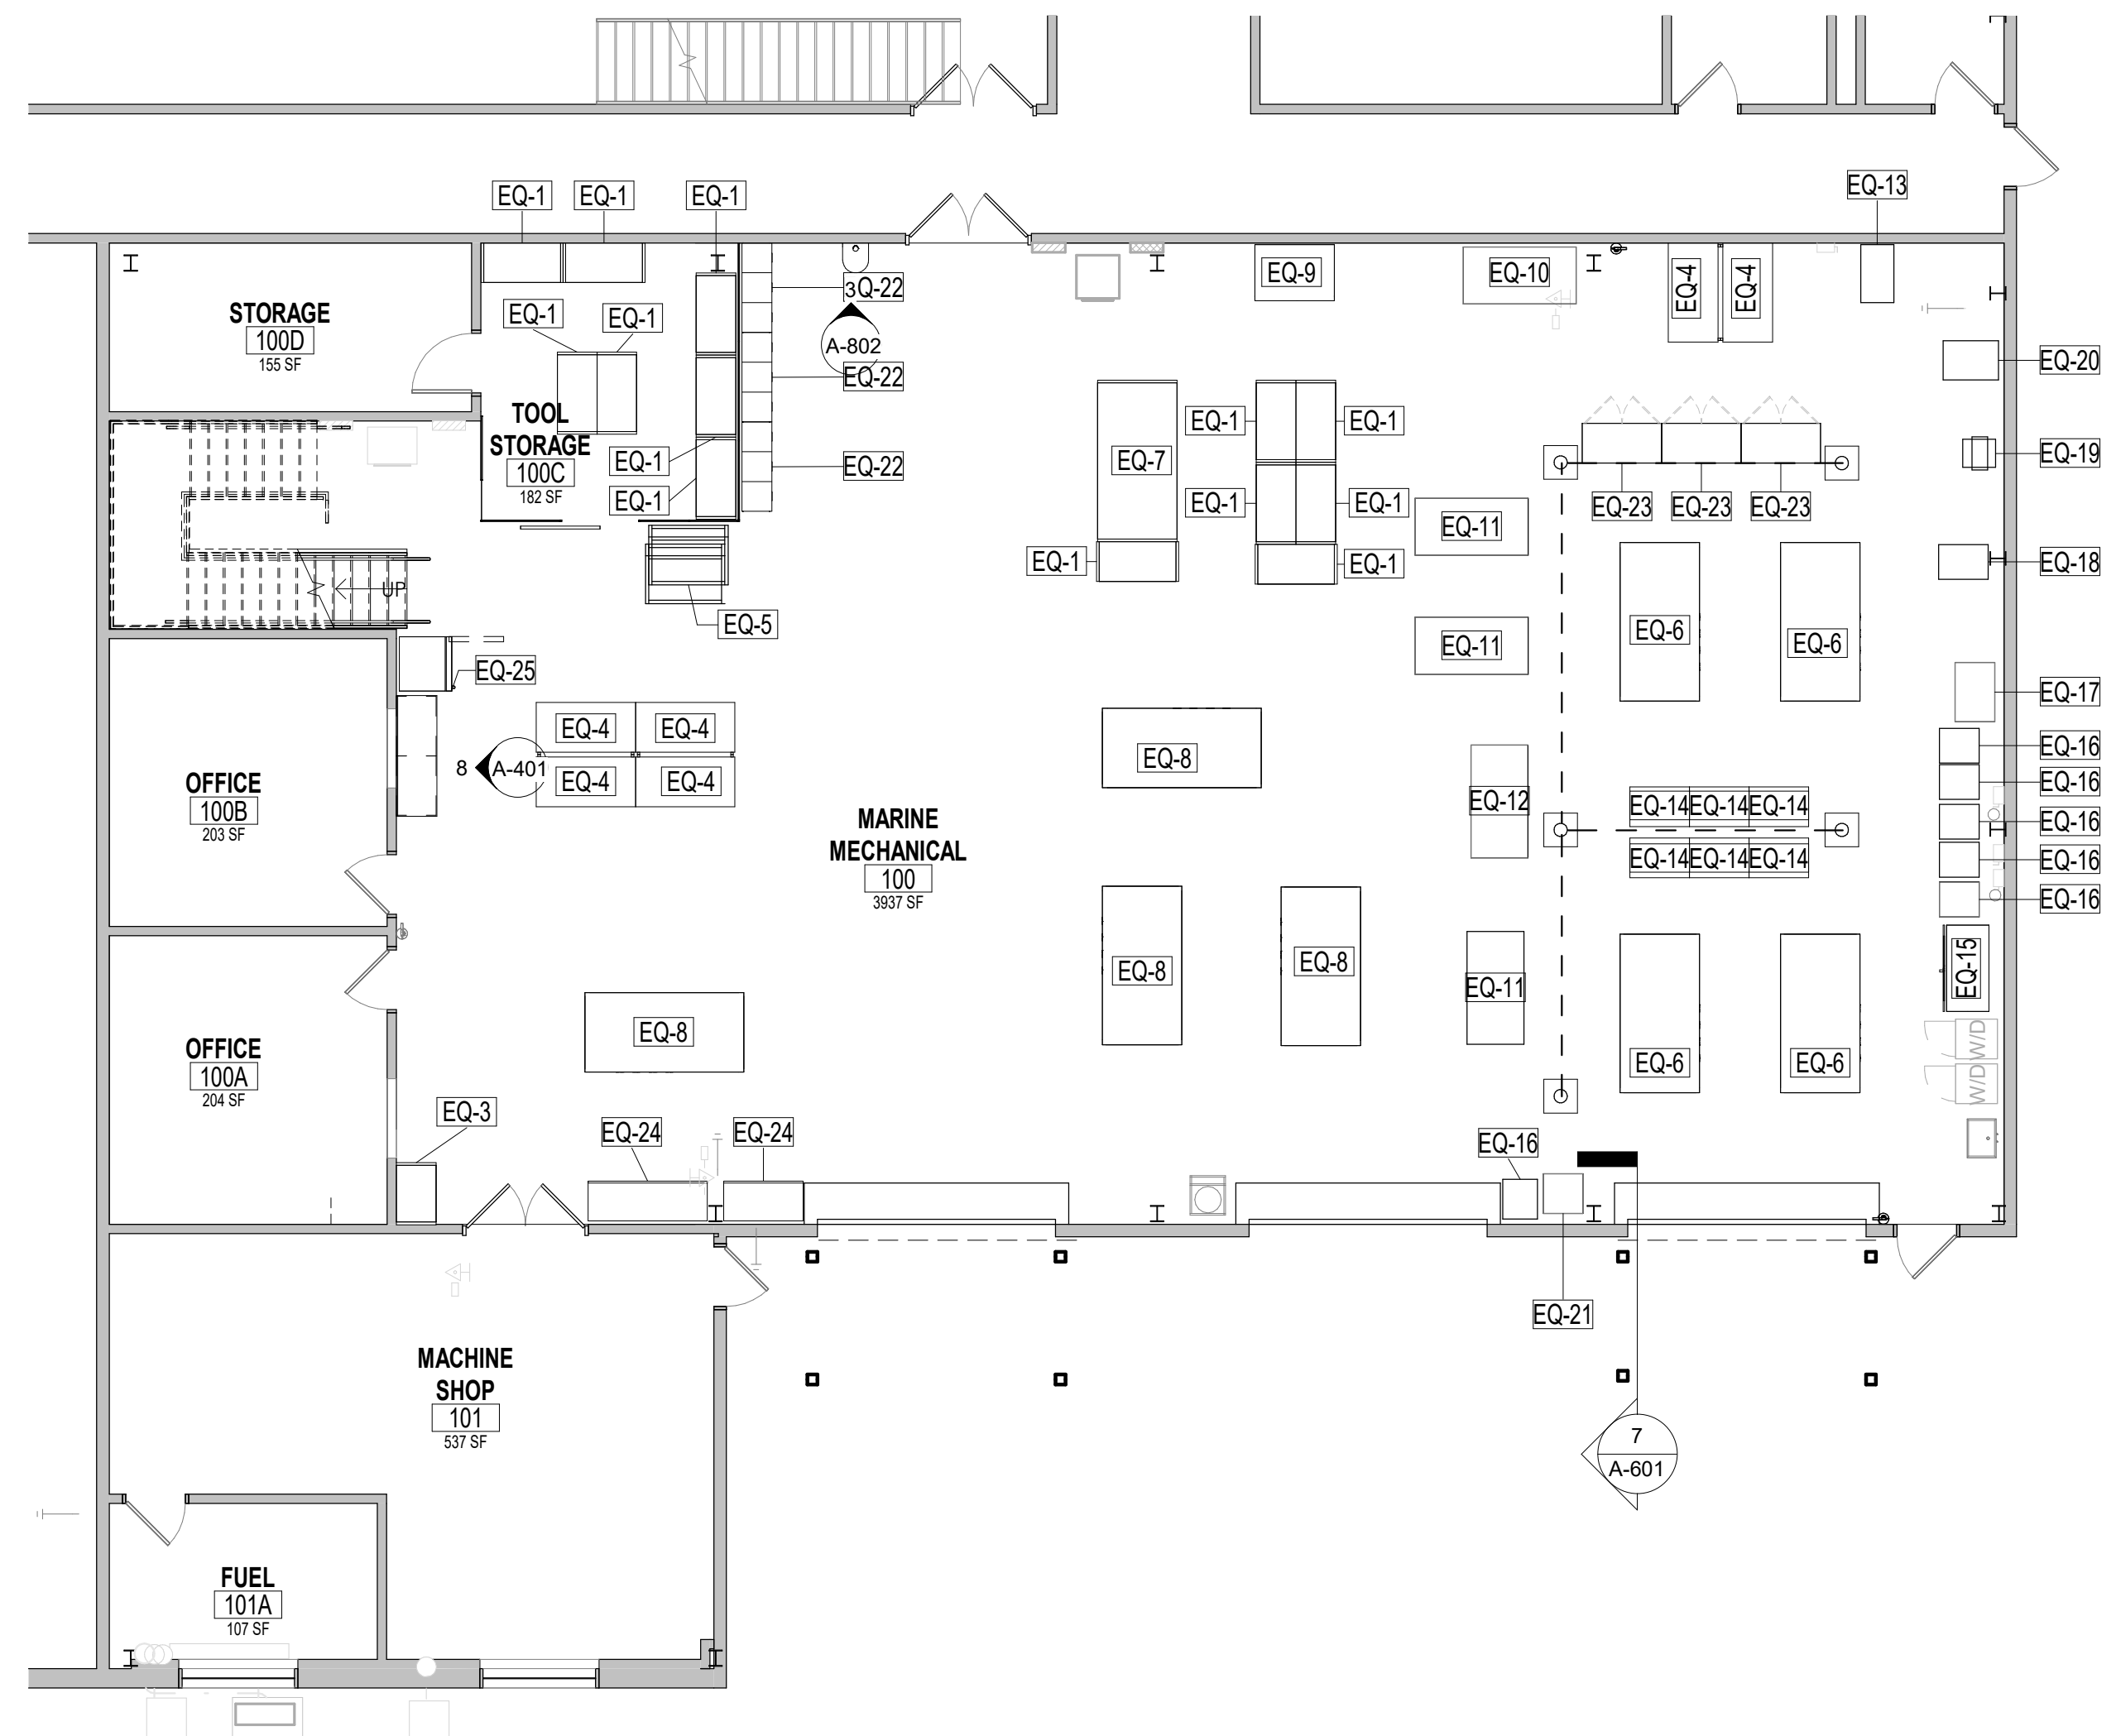 EQ-1
EQ-1
EQ-1
EQ-13
STORAGE
100D
155 SF
EQ-1
EQ-1
3
Q-22
A-802
EQ-22
EQ-22
EQ-9
EQ-10
EQ-4
EQ-4
EQ-20
TOOL
STORAGE
100C
182 SF
EQ-1
EQ-1
EQ-7
EQ-1
EQ-1
EQ-1
EQ-1
EQ-1
EQ-1
EQ-11
EQ-23
EQ-23
EQ-23
EQ-19
EQ-18
UP
EQ-5
EQ-25
EQ-11
EQ-6
EQ-6
EQ-17
OFFICE
100B
203 SF
8
A-401
EQ-4
EQ-4
EQ-4
EQ-4
EQ-8
EQ-12
EQ-14
EQ-14
EQ-14
EQ-14
EQ-14
EQ-14
EQ-16
EQ-16
EQ-16
EQ-16
EQ-16
MARINE
MECHANICAL
100
3937 SF
EQ-8
EQ-8
EQ-11
EQ-15
OFFICE
100A
204 SF
EQ-8
EQ-6
EQ-6
W/D
W/D
EQ-3
EQ-24
EQ-24
EQ-16
EQ-21
MACHINE
SHOP
101
537 SF
7
A-601
FUEL
101A
107 SF